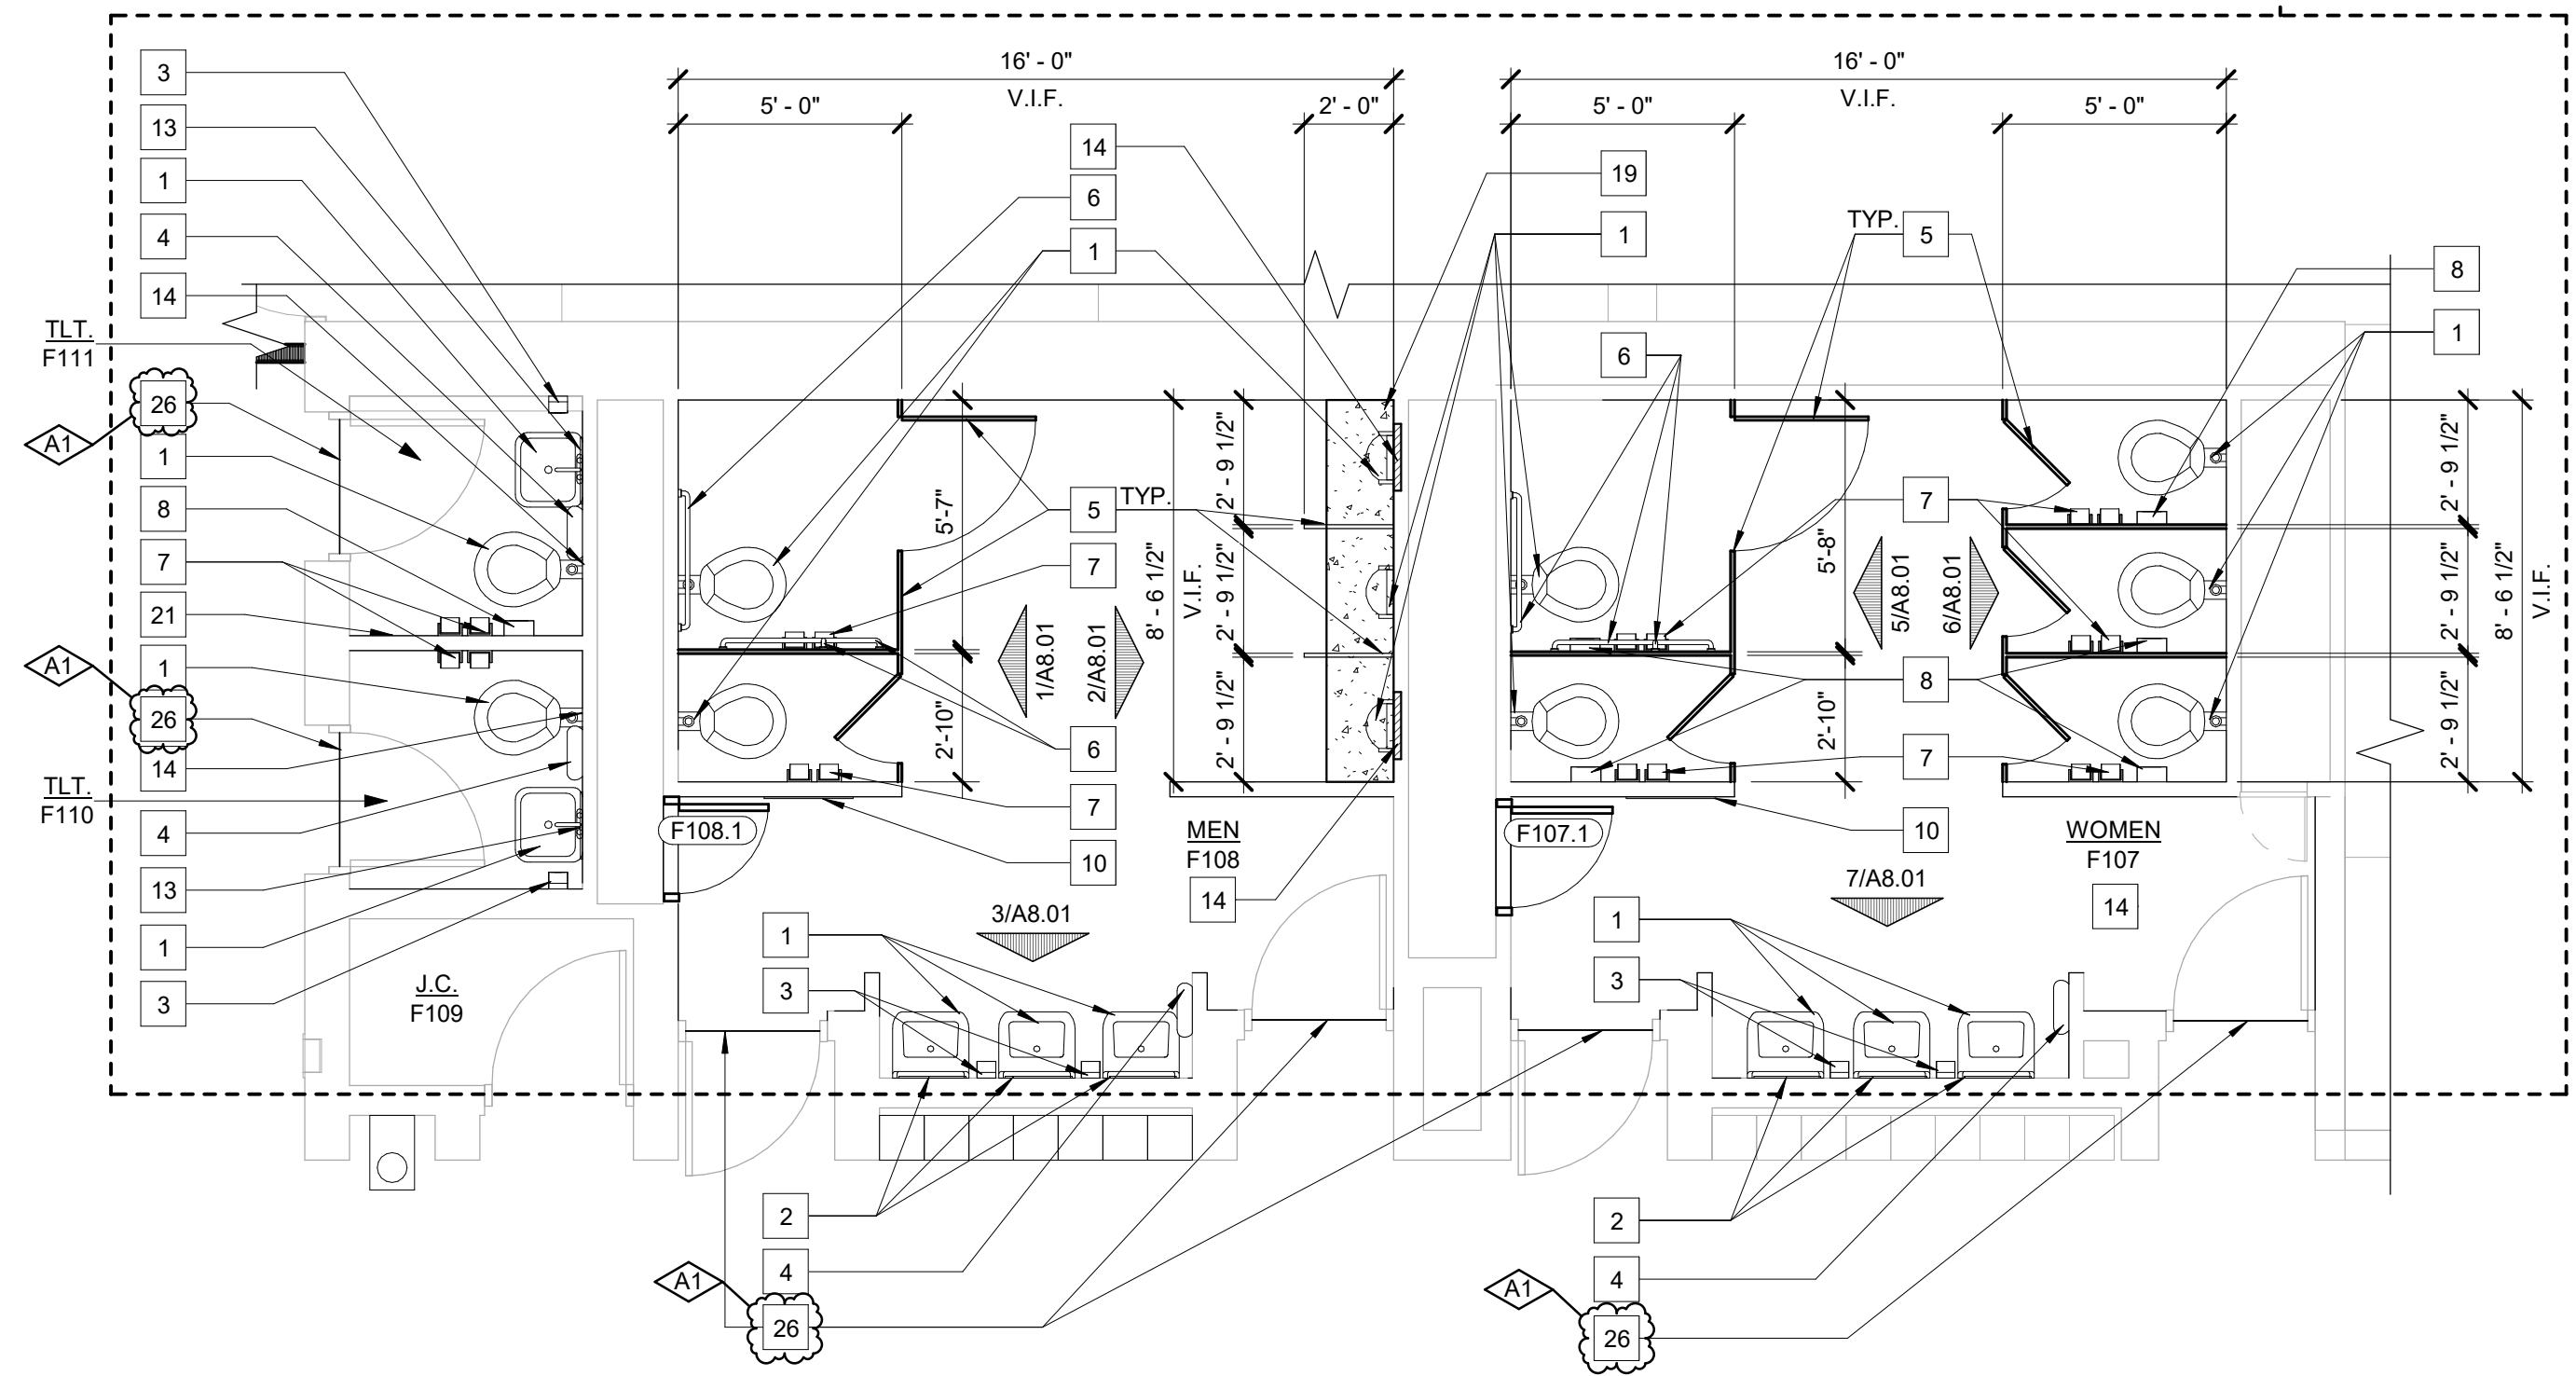 16' - 0"
16' - 0"
V.I.F.
V.I.F.
5' - 0"
2' - 0"
5' - 0"
5' - 0"
3
13
1
4
14
TLT.
F111
26
A1
1
8
7
21
A1
1
26
14
TLT.
F110
4
13
1
3
J.C.
F109
14
6
1
5
TYP.
7
6
7
10
5'-7"
2'-10"
1/A8.01
2/A8.01
8' - 6 1/2"
V.I.F.
2' - 9 1/2"
2' - 9 1/2"
2' - 9 1/2"
F108.1
MEN
F108
14
3/A8.01
1
3
2
4
A1
26
19
1
6
TYP.
5
8
1
7
8
7
10
5'-8"
2'-10"
5/A8.01
6/A8.01
2' - 9 1/2"
2' - 9 1/2"
2' - 9 1/2"
8' - 6 1/2"
V.I.F.
F107.1
WOMEN
F107
14
7/A8.01
1
3
2
4
A1
26